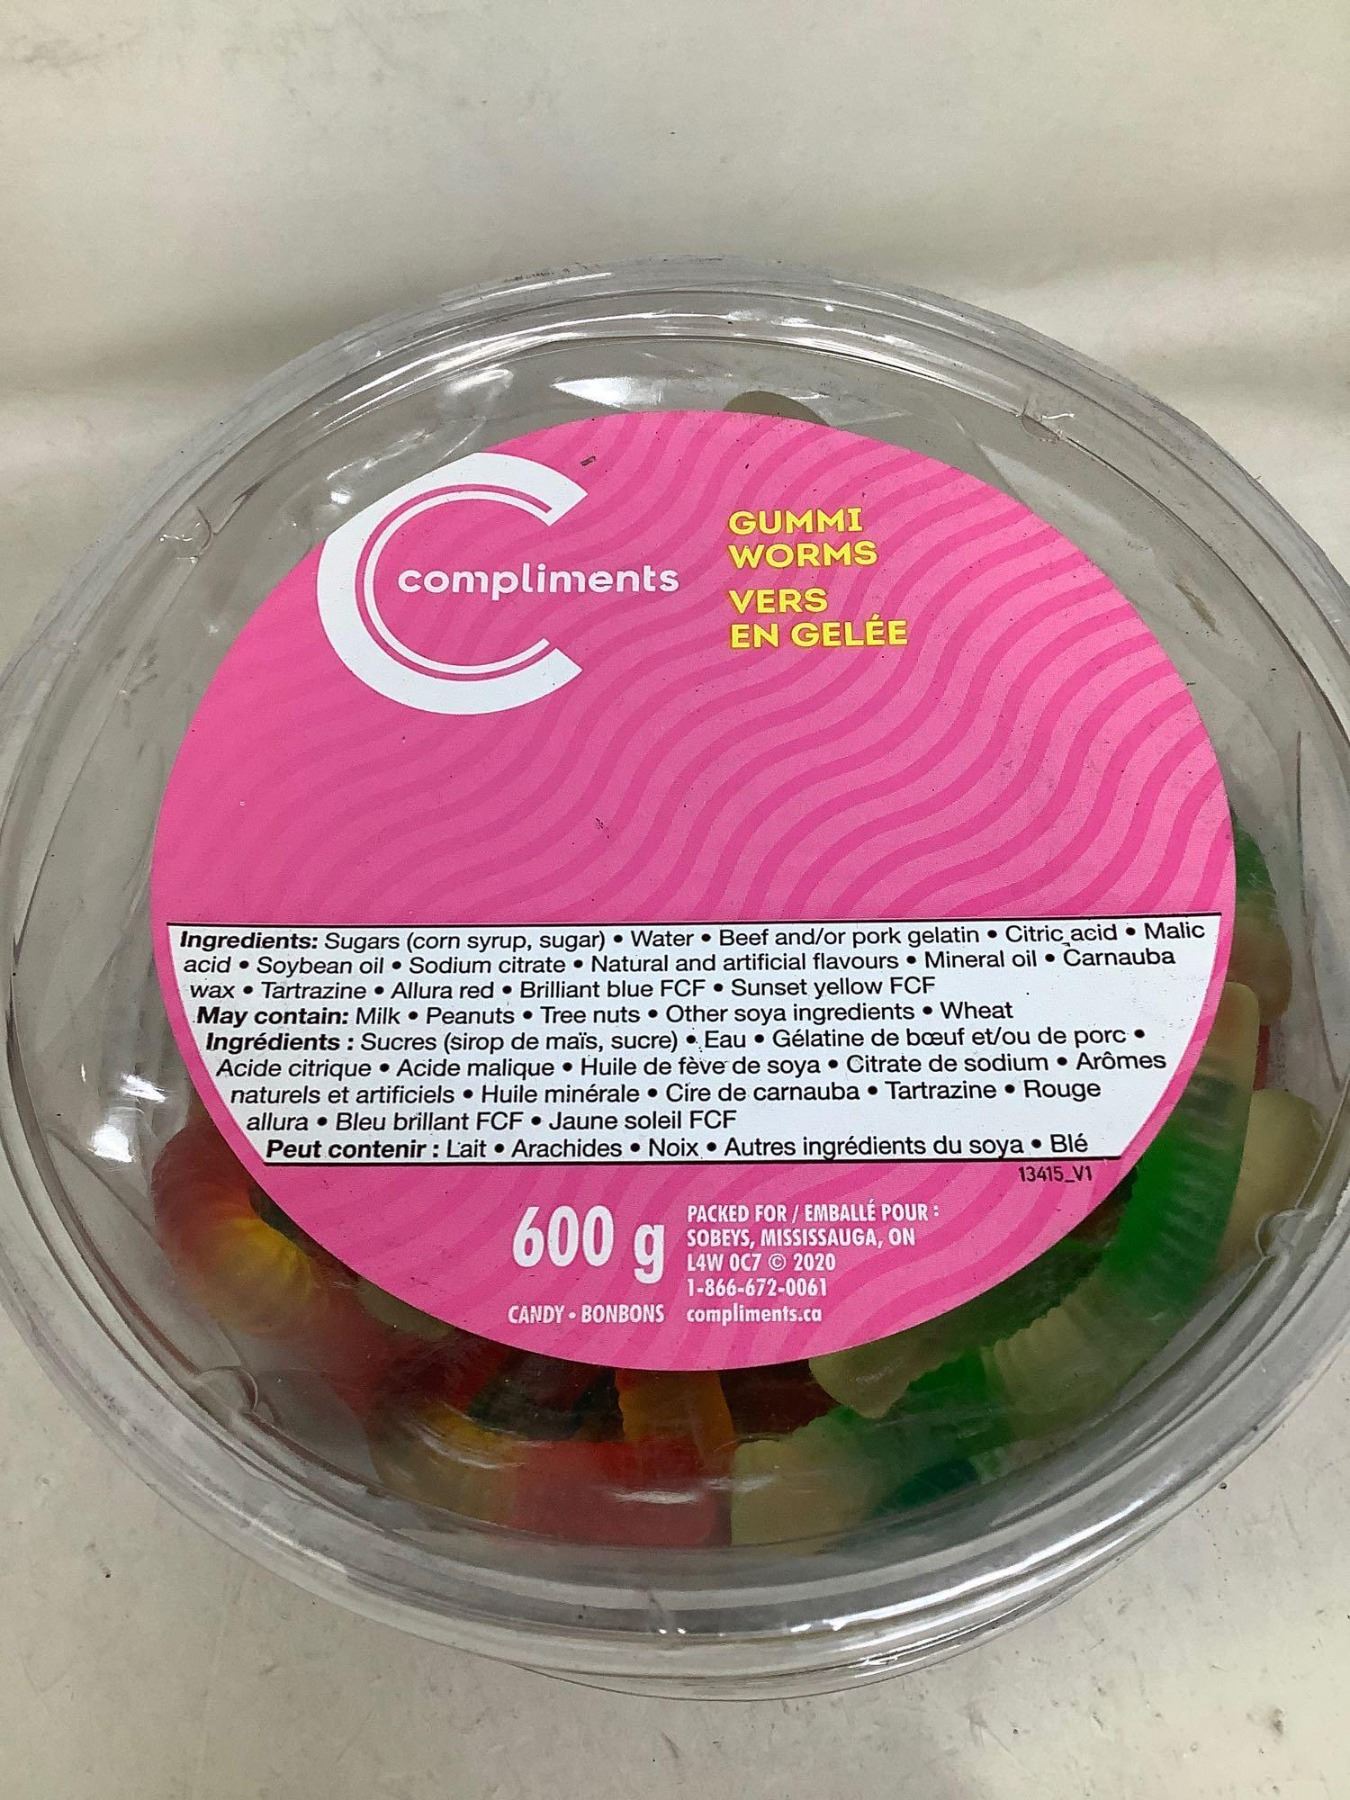 compliments
GUMMI
WORMS
VERS
EN GELÉE
Ingredients: Sugars (corn syrup, sugar) • Water • Beef and/or pork gelatin • Citric acid • Malic
acid • Soybean oil • Sodium citrate • Natural and artificial flavours • Mineral oil • Carnauba
wax • Tartrazine • Allura red • Brilliant blue FCF • Sunset yellow FCF
May contain: Milk • Peanuts • Tree nuts • Other soya ingredients • Wheat
Ingrédients : Sucres (sirop de maïs, sucre) • Eau • Gélatine de bœuf et/ou de porc •
Acide citrique • Acide malique • Huile de fève de soya • Citrate de sodium • Arômes
naturels et artificiels • Huile minérale • Cire de carnauba • Tartrazine • Rouge
allura • Bleu brillant FCF • Jaune soleil FCF
Peut contenir : Lait • Arachides • Noix • Autres ingrédients du soya • Blé
13415_V1
600 g
CANDY • BONBONS
PACKED FOR / EMBALLÉ POUR :
SOBEYS, MISSISSAUGA, ON
L4W 0C7 © 2020
1-866-672-0061
compliments.ca